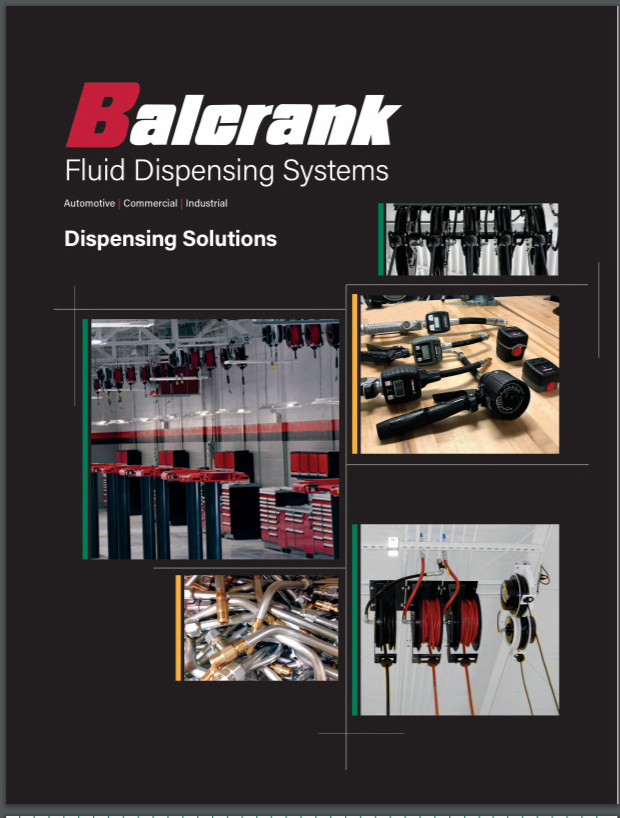 Balcrank
Fluid Dispensing Systems
Automotive | Commercial | Industrial
Dispensing Solutions